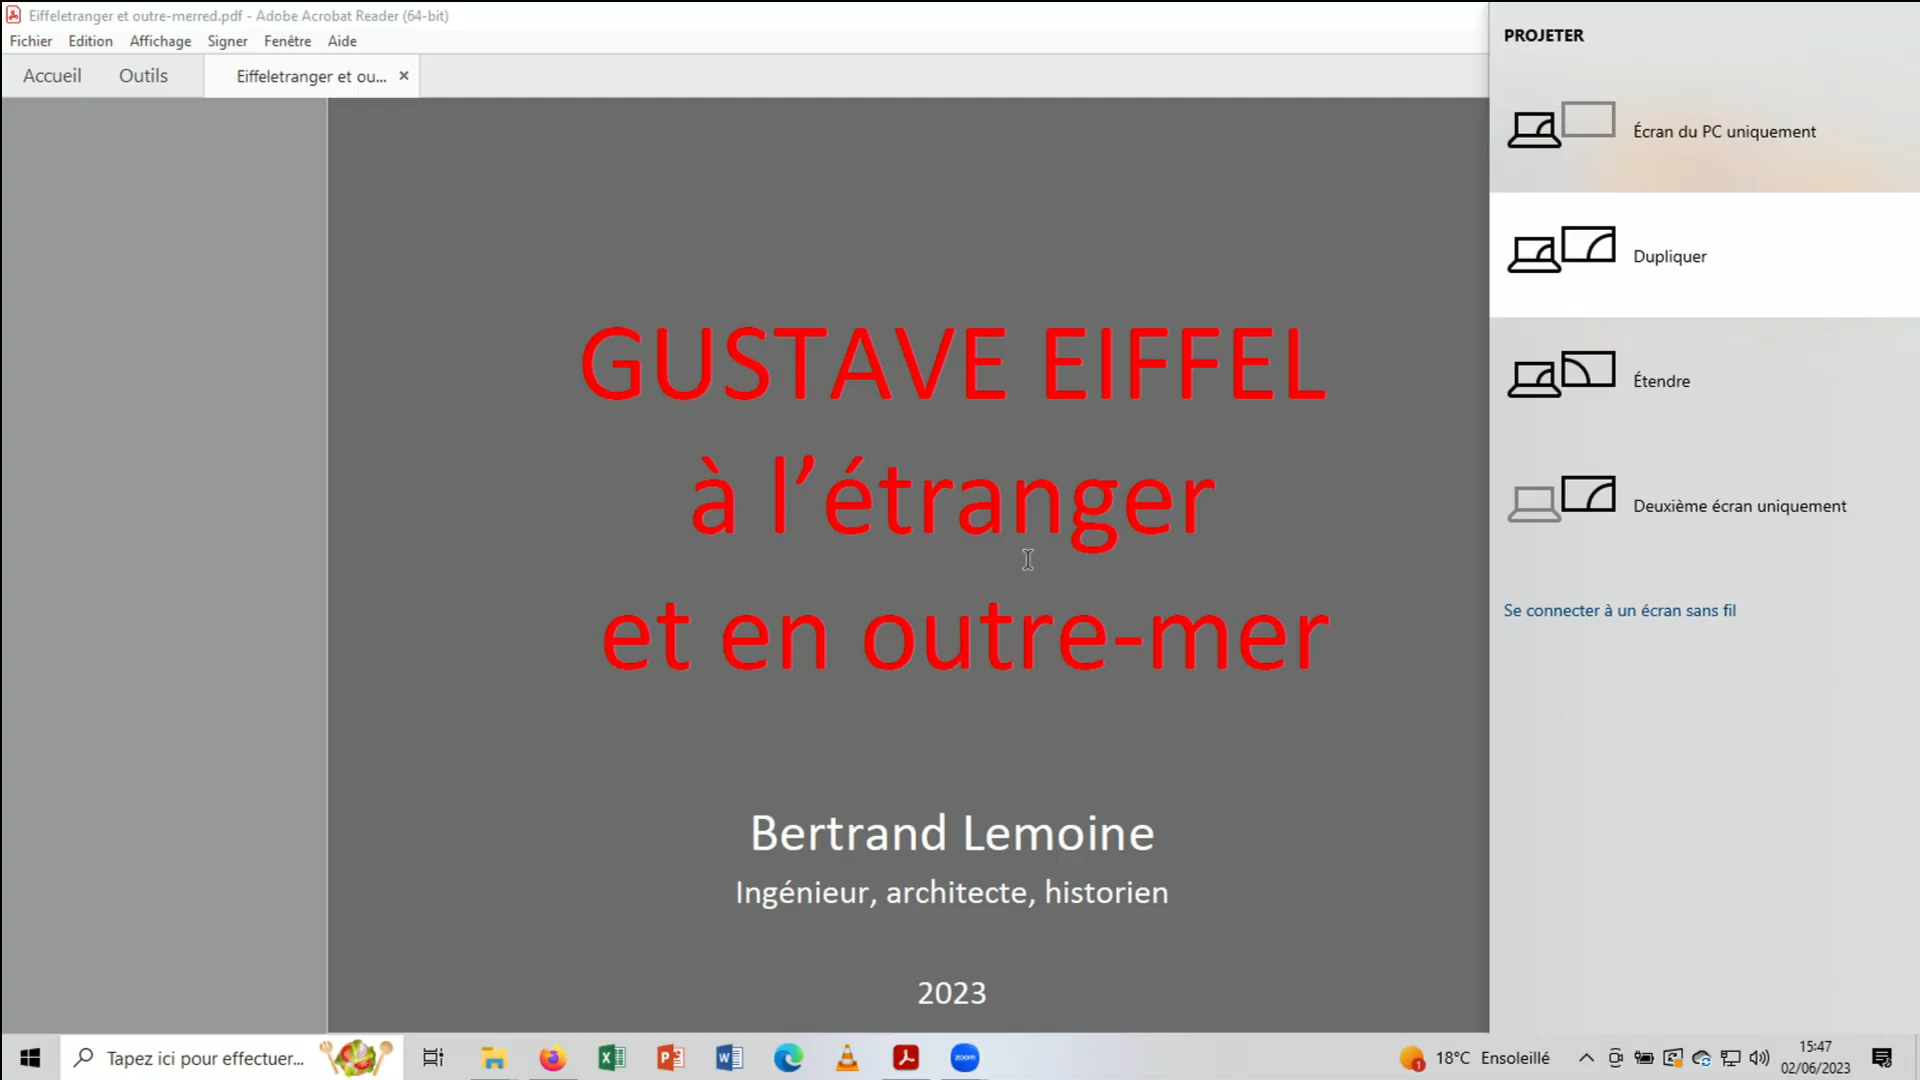 Eiffeletranger et outre-merred.pdf - Adobe Acrobat Reader (64-bit)
Fichier Edition Affichage Signer Fenêtre Aide
Accueil Outils Eiffeletranger et ou... ×
GUSTAVE EIFFEL
à l’étranger
et en outre-mer
Bertrand Lemoine
Ingénieur, architecte, historien
2023
PROJETER
Écran du PC uniquement
Dupliquer
Étendre
Deuxième écran uniquement
Se connecter à un écran sans fil
Tapez ici pour effectuer...
zoom
1
18°C Ensoleillé
15:47
02/06/2023